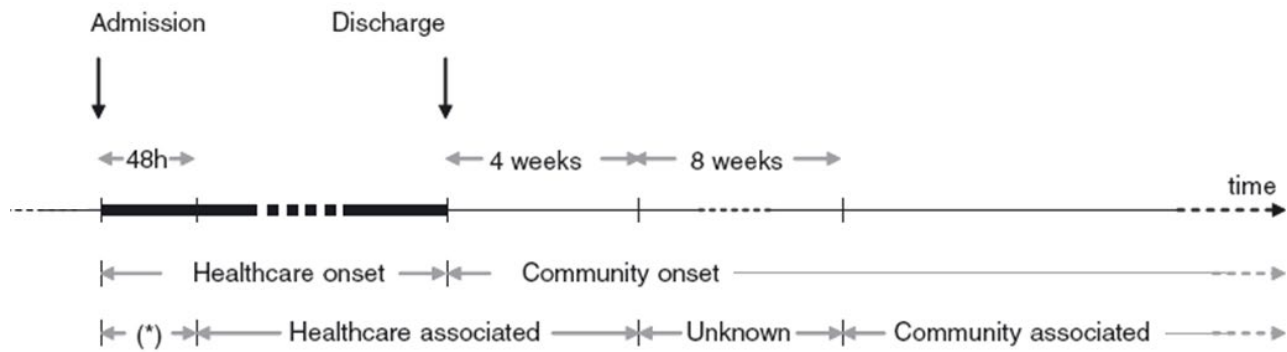 Admission Discharge
48h 4 weeks 8 weeks
time
Healthcare onset Community onset
(*) Healthcare associated Unknown Community associated